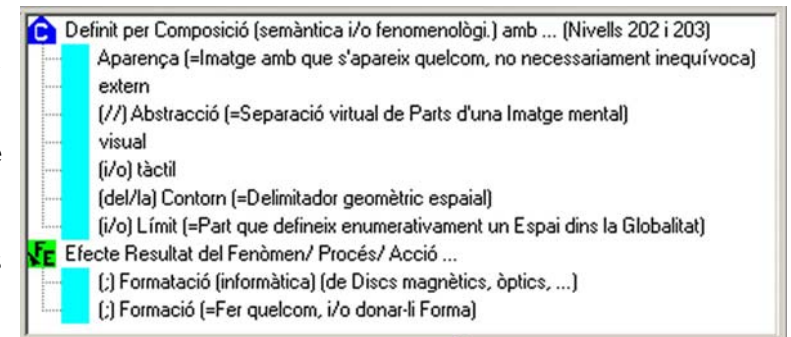 C Definit per Composició (semàntica i/o fenomenològi.) amb ... (Nivells 202 i 203)
Aparença (=Imatge amb que s'apareix quelcom, no necessariament inequívoca)
extern
(//) Abstracció (=Separació virtual de Parts d'una Imatge mental)
visual
(i/o) tàctil
(del/la) Contorn (=Delimitador geomètric espaial)
(i/o) Límit (=Part que defineix enumerativament un Espai dins la Globalitat)
FE Efecte Resultat del Fenòmen/ Procés/ Acció ...
(;) Formatació (informàtica) (de Discs magnètics, òptics, ...)
(;) Formació (=Fer quelcom, i/o donar-li Forma)